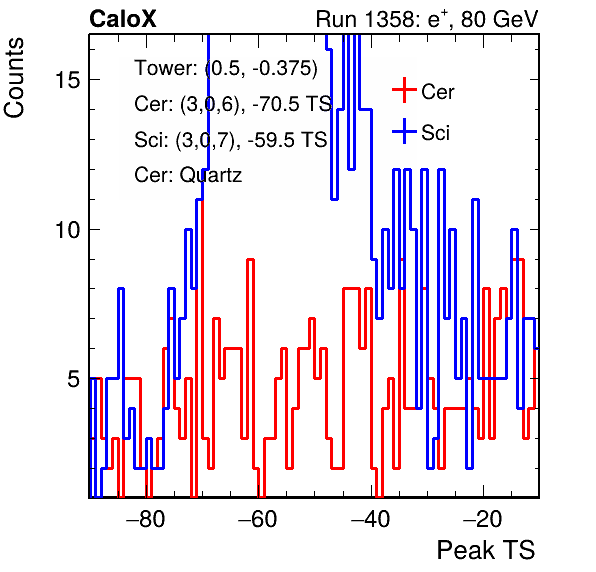 CaloX Run 1358: e+, 80 GeV
Counts
Tower: (0.5, -0.375)
Cer: (3,0,6), -70.5 TS
Sci: (3,0,7), -59.5 TS
Cer: Quartz
Cer
Sci
15
10
5
−80 −60 −40 −20
Peak TS